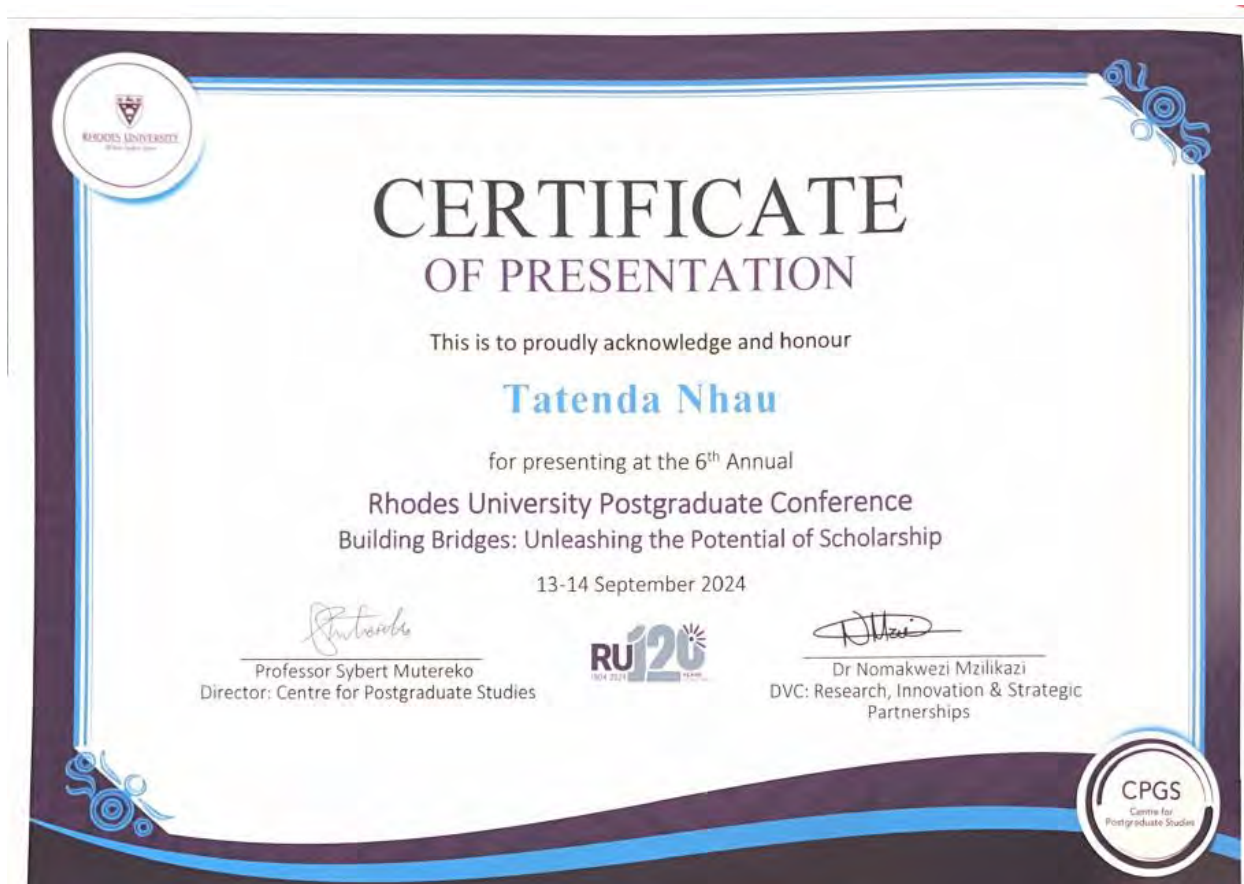 RHODES UNIVERSITY
CERTIFICATE
OF PRESENTATION
This is to proudly acknowledge and honour
Tatenda Nhau
for presenting at the 6th Annual
Rhodes University Postgraduate Conference
Building Bridges: Unleashing the Potential of Scholarship
13-14 September 2024
Professor Sybert Mutereko
Director: Centre for Postgraduate Studies
RU120
1904 2024 YEARS
Dr Nomakwezi Mzilikazi
DVC: Research, Innovation & Strategic
Partnerships
CPGS
Centre for
Postgraduate Studies